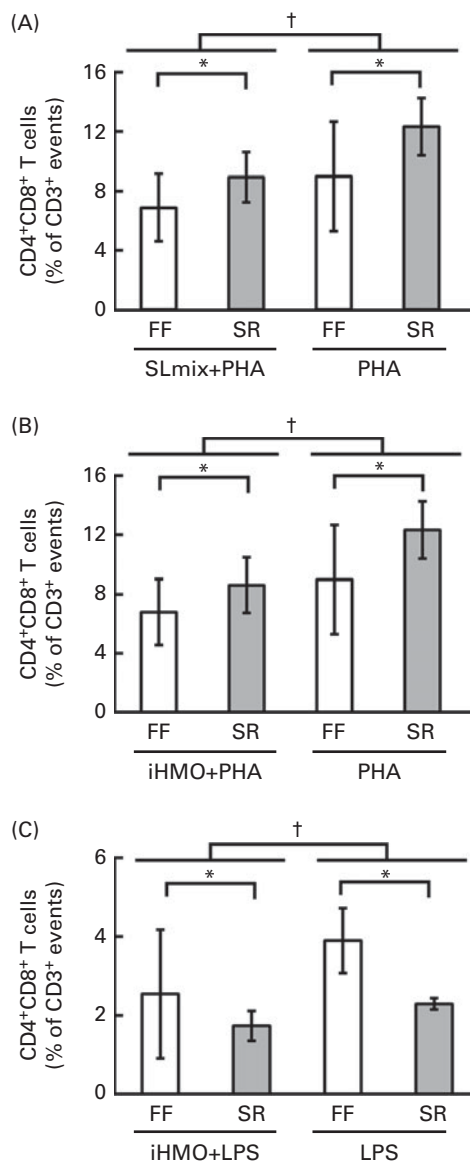 (A)
†
*
*
CD4⁺CD8⁺ T cells
(% of CD3⁺ events)
16
12
8
4
0
FF
SR
FF
SR
SLmix+PHA
PHA
(B)
†
*
*
CD4⁺CD8⁺ T cells
(% of CD3⁺ events)
16
12
8
4
0
FF
SR
FF
SR
iHMO+PHA
PHA
(C)
†
*
*
CD4⁺CD8⁺ T cells
(% of CD3⁺ events)
6
4
2
0
FF
SR
FF
SR
iHMO+LPS
LPS